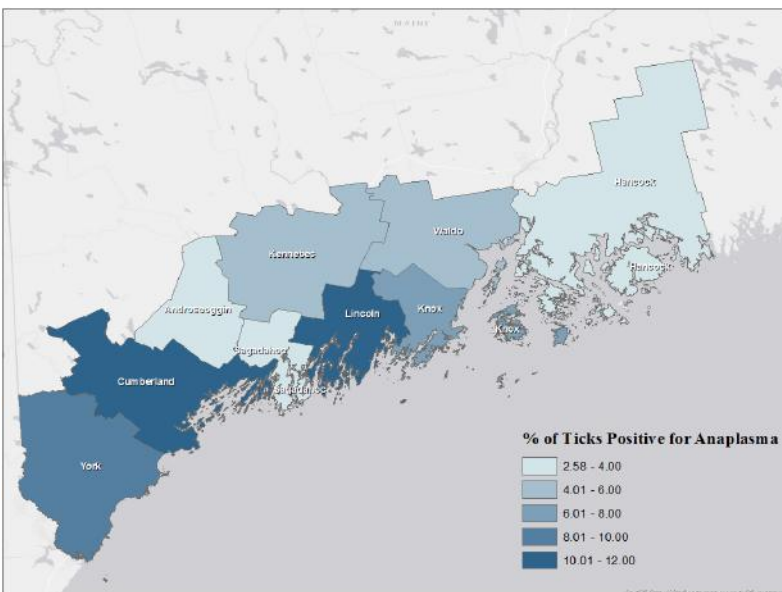 MAINE
Hancock
Waldo
Kennebec
Hancock
Androscoggin
Lincoln
Knox
Knox
Sagadahoc
Cumberland
Sagadahoc
York
% of Ticks Positive for Anaplasma
2.58 - 4.00
4.01 - 6.00
6.01 - 8.00
8.01 - 10.00
10.01 - 12.00